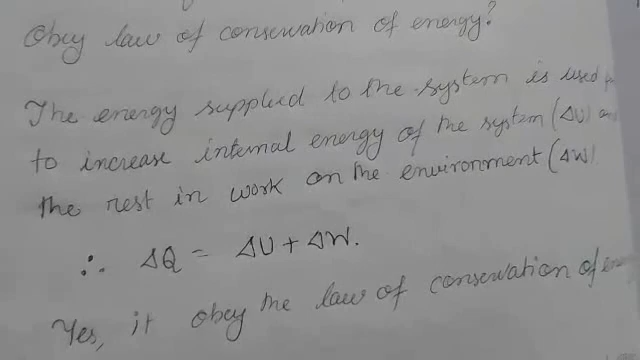 Obey law of conservation of energy?
The energy supplied to the system is used
to increase internal energy of the system (ΔU)
the rest in work on the environment (ΔW).
∴ ΔQ = ΔU + ΔW.
Yes, it obey the law of conservation of